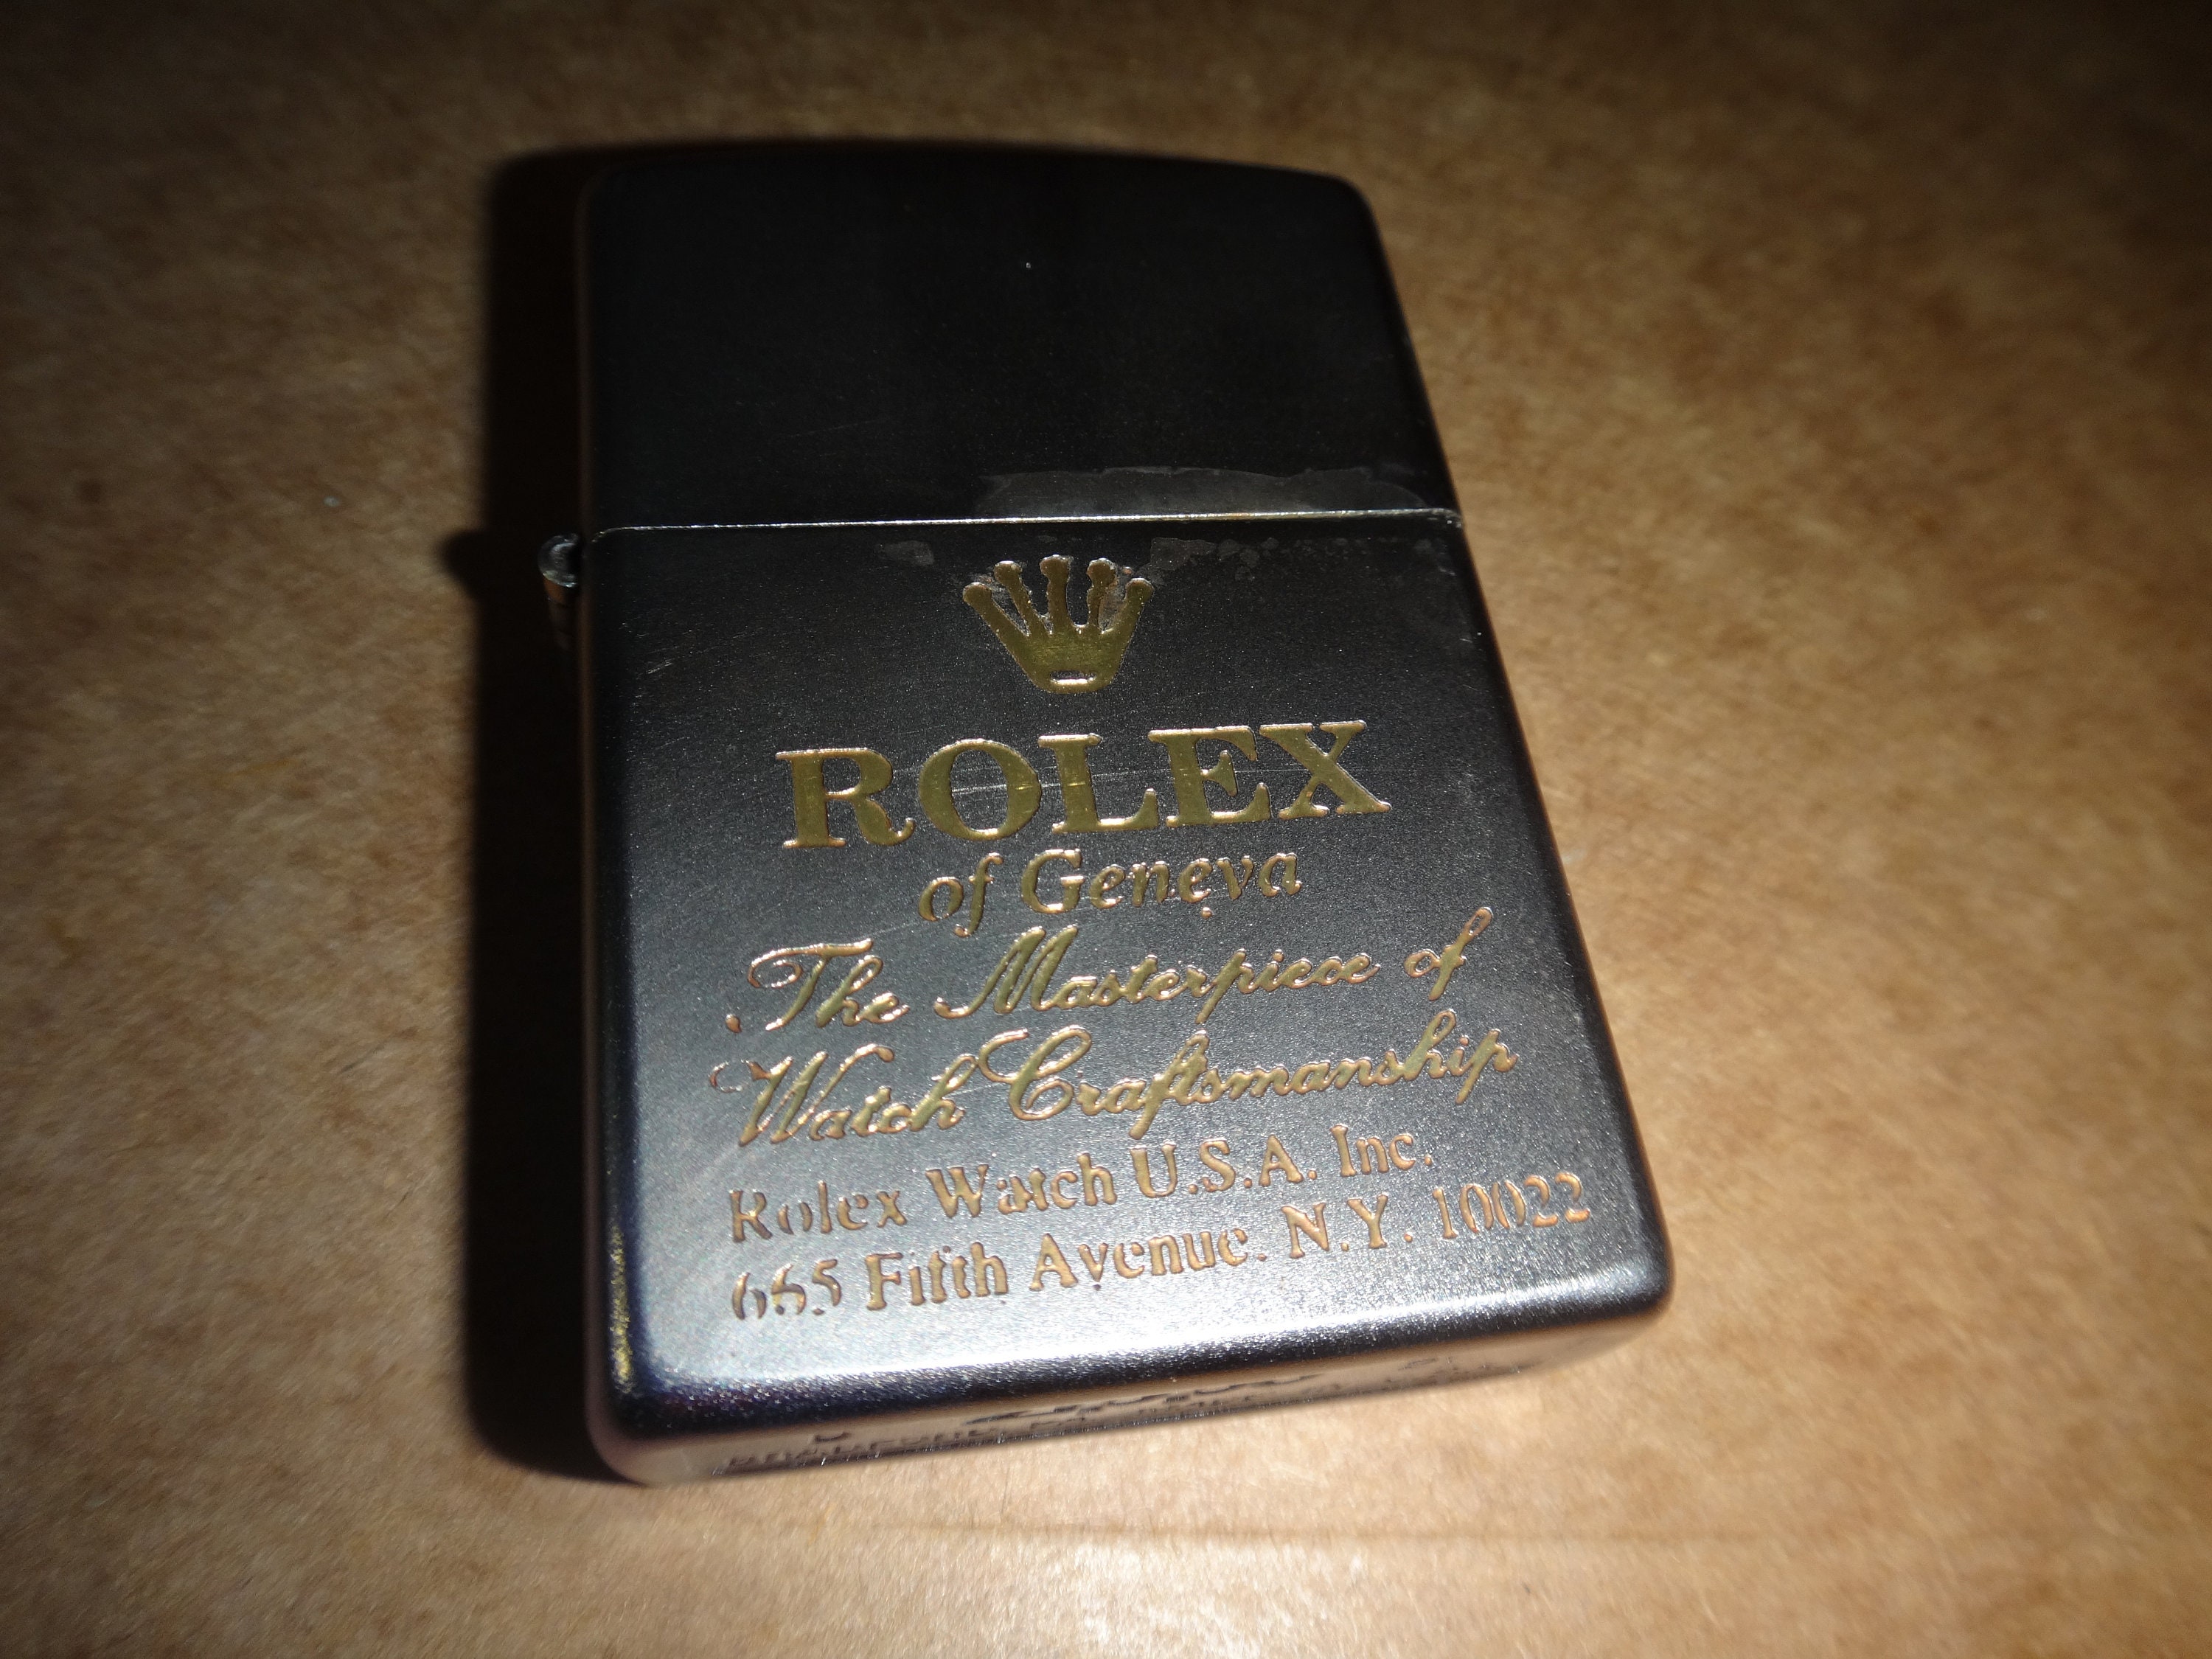 ROLEX
of Geneva
The Masterpiece of
Watch Craftsmanship
Rolex Watch U.S.A. Inc.
665 Fifth Avenue. N.Y. 10022